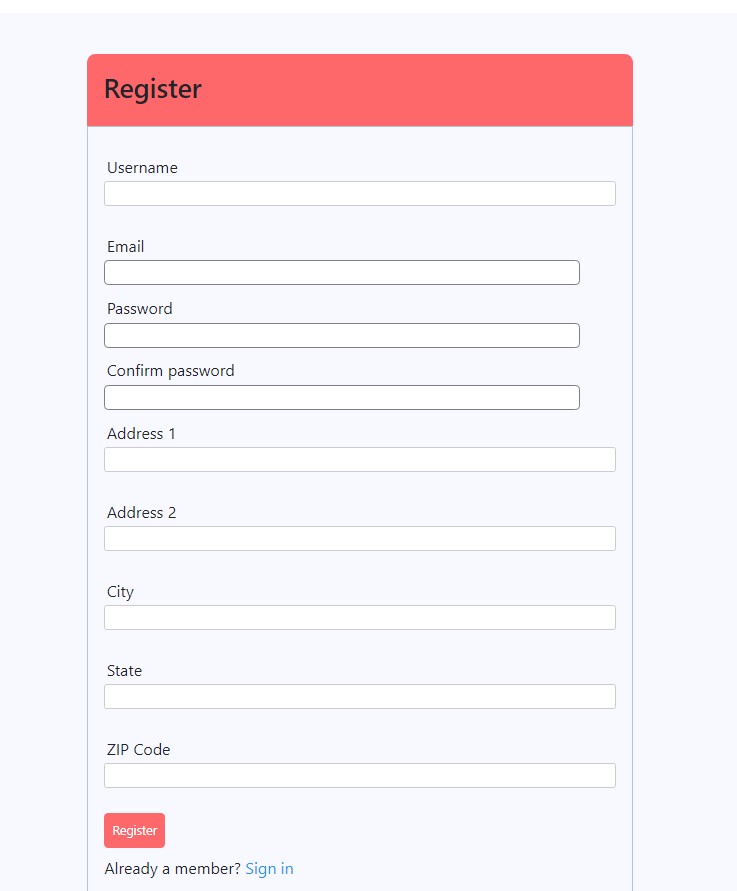 Register
Username
Email
Password
Confirm password
Address 1
Address 2
City
State
ZIP Code
Register
Already a member? Sign in